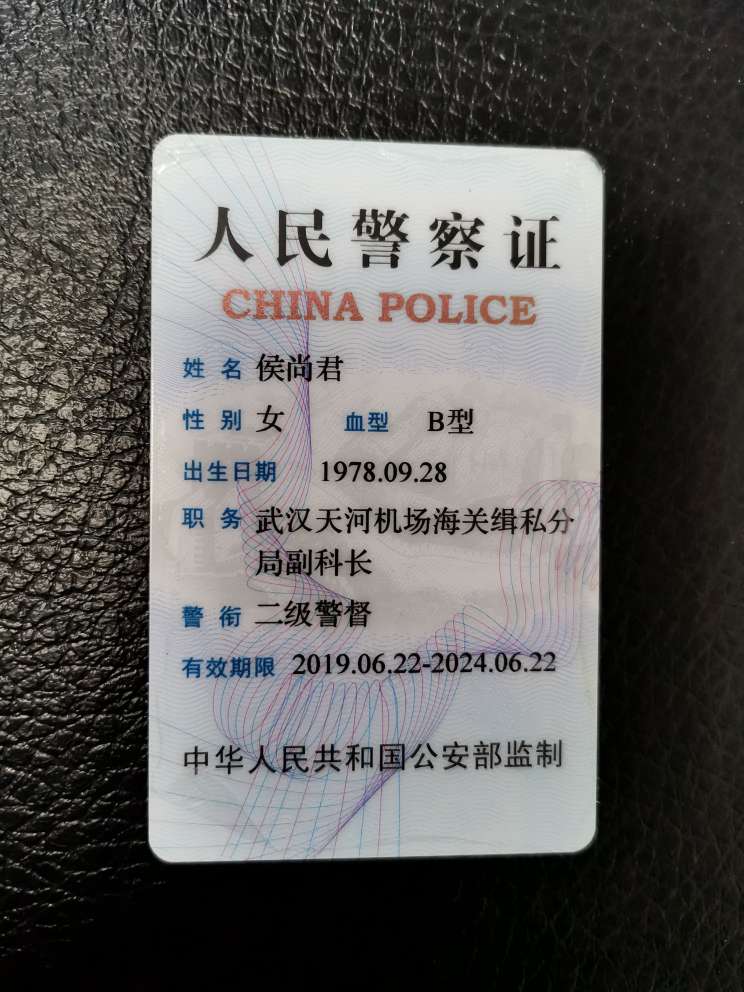 人民警察证
CHINA POLICE
姓名 侯尚君
性别 女 血型 B型
出生日期 1978.09.28
职务 武汉天河机场海关缉私分
局副科长
警衔 二级警督
有效期限 2019.06.22-2024.06.22
中华人民共和国公安部监制